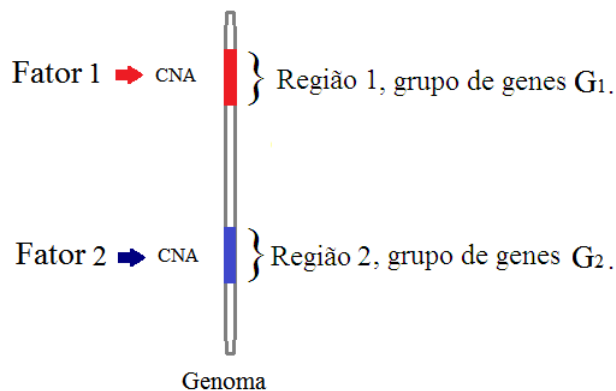 Fator 1 CNA Região 1, grupo de genes G1.
Fator 2 CNA Região 2, grupo de genes G2.
Genoma